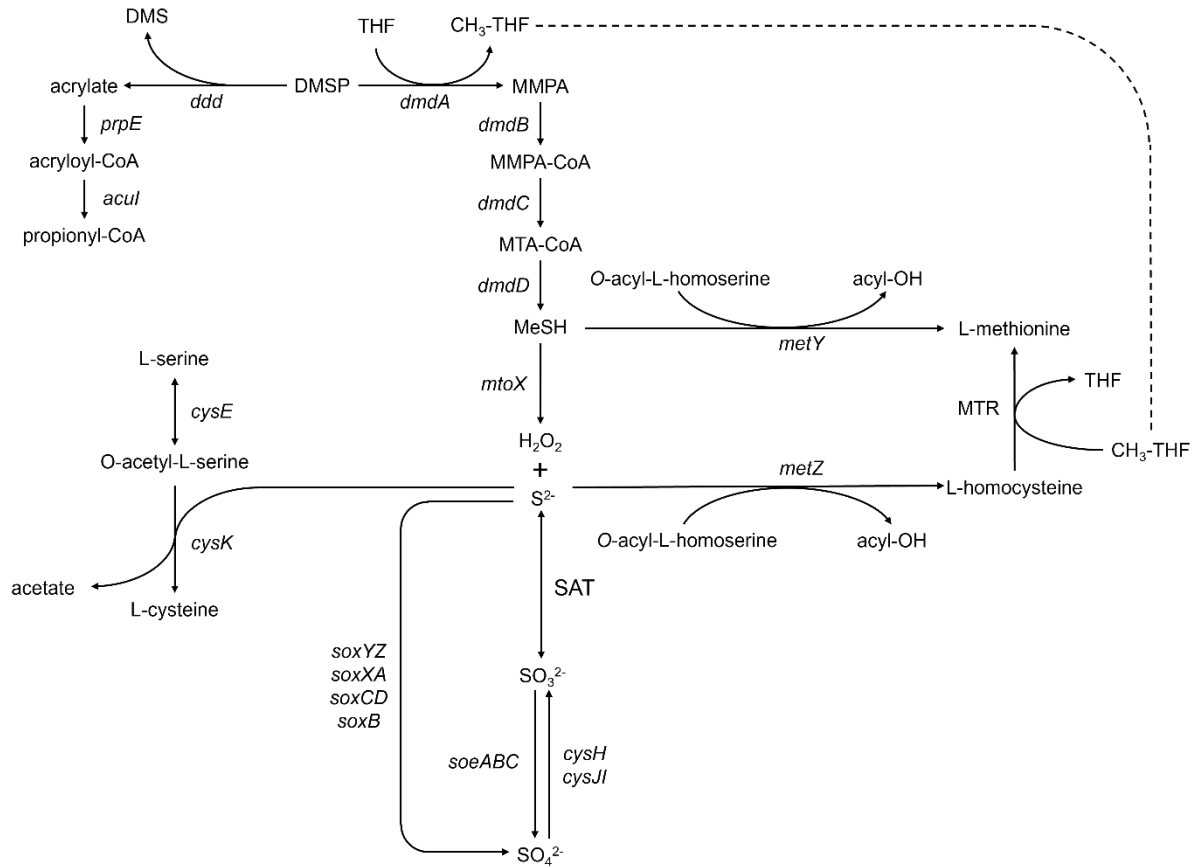 DMS
THF
CH₃-THF
acrylate
ddd
DMSP
dmdA
MMPA
prpE
dmdB
acryloyl-CoA
MMPA-CoA
acuI
dmdC
propionyl-CoA
MTA-CoA
dmdD
O-acyl-L-homoserine
acyl-OH
MeSH
metY
L-methionine
L-serine
mtoX
THF
cysE
MTR
H₂O₂
CH₃-THF
O-acetyl-L-serine
+
metZ
S²⁻
L-homocysteine
cysK
O-acyl-L-homoserine
acyl-OH
acetate
SAT
L-cysteine
soxYZ
soxXA
soxCD
soxB
SO₃²⁻
soeABC
cysH
cysJI
SO₄²⁻